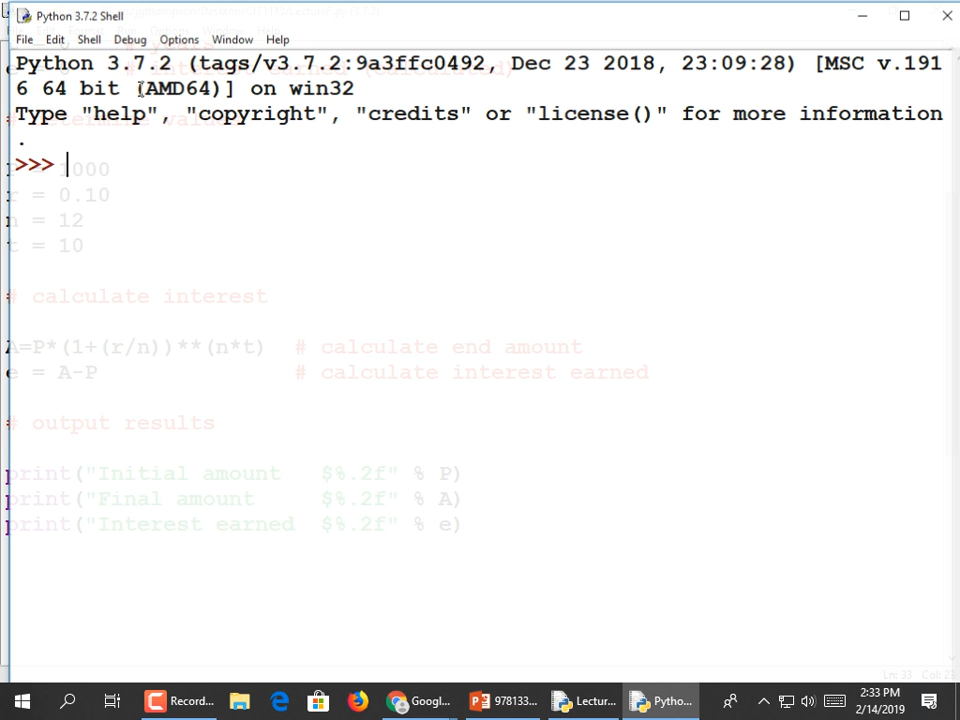 Python 3.7.2 Shell
File Edit Shell Debug Options Window Help
Python 3.7.2 (tags/v3.7.2:9a3ffc0492, Dec 23 2018, 23:09:28) [MSC v.191
6 64 bit (AMD64)] on win32
Type "help", "copyright", "credits" or "license()" for more information
.
>>> 
= 1000
r = 0.10
n = 12
t = 10
# calculate interest
A=P*(1+(r/n))**(n*t) # calculate end amount
e = A-P # calculate interest earned
# output results
print("Initial amount $%.2f" % P)
print("Final amount $%.2f" % A)
print("Interest earned $%.2f" % e)
Record... Googl... 978133... Lectur... Pytho... 2:33 PM
2/14/2019